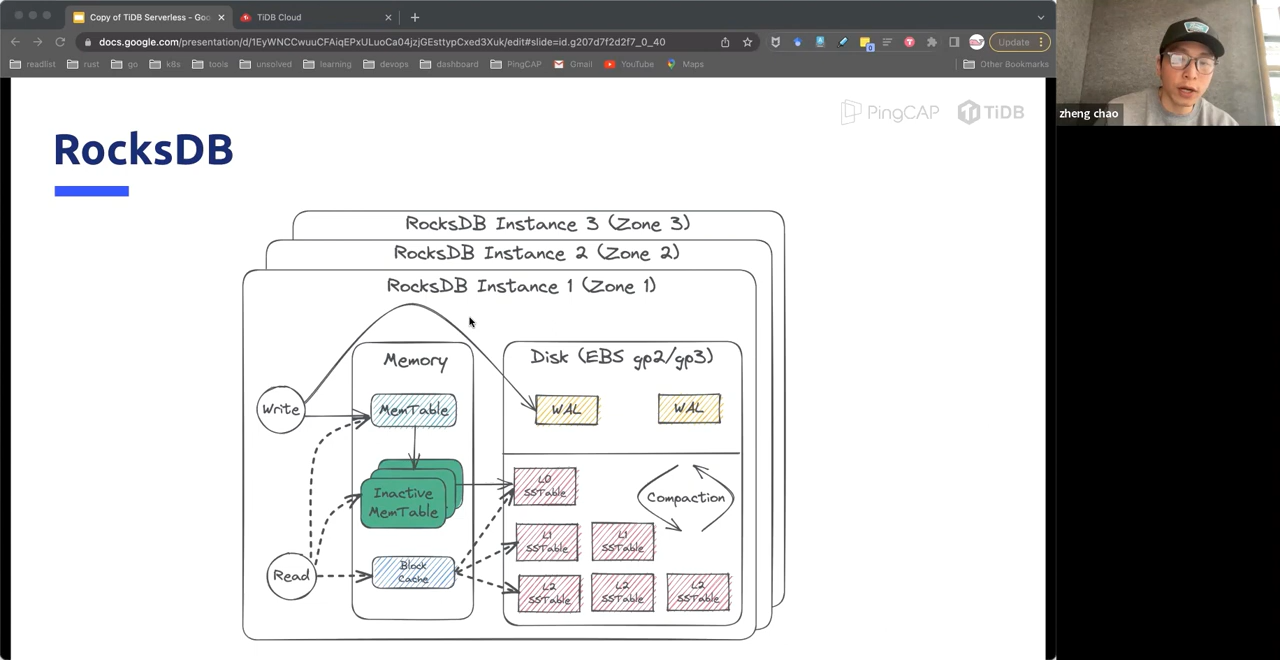 Copy of TiDB Serverless - Goo
TiDB Cloud
docs.google.com/presentation/d/1EyWNCCwuuCFAiqEPxULuoCa04jzjGEsttypCxed3Xuk/edit#slide=id.g207d7f2d2f7_0_40
Update
readlist
rust
go
k8s
tools
unsolved
learning
devops
dashboard
PingCAP
Gmail
YouTube
Maps
Other Bookmarks
zheng chao
PingCAP
TiDB
RocksDB
RocksDB Instance 3 (Zone 3)
RocksDB Instance 2 (Zone 2)
RocksDB Instance 1 (Zone 1)
Memory
Disk (EBS gp2/gp3)
Write
MemTable
WAL
WAL
Inactive
MemTable
L0
SSTable
Compaction
L1
SSTable
L1
SSTable
Read
Block
Cache
L2
SSTable
L2
SSTable
L2
SSTable